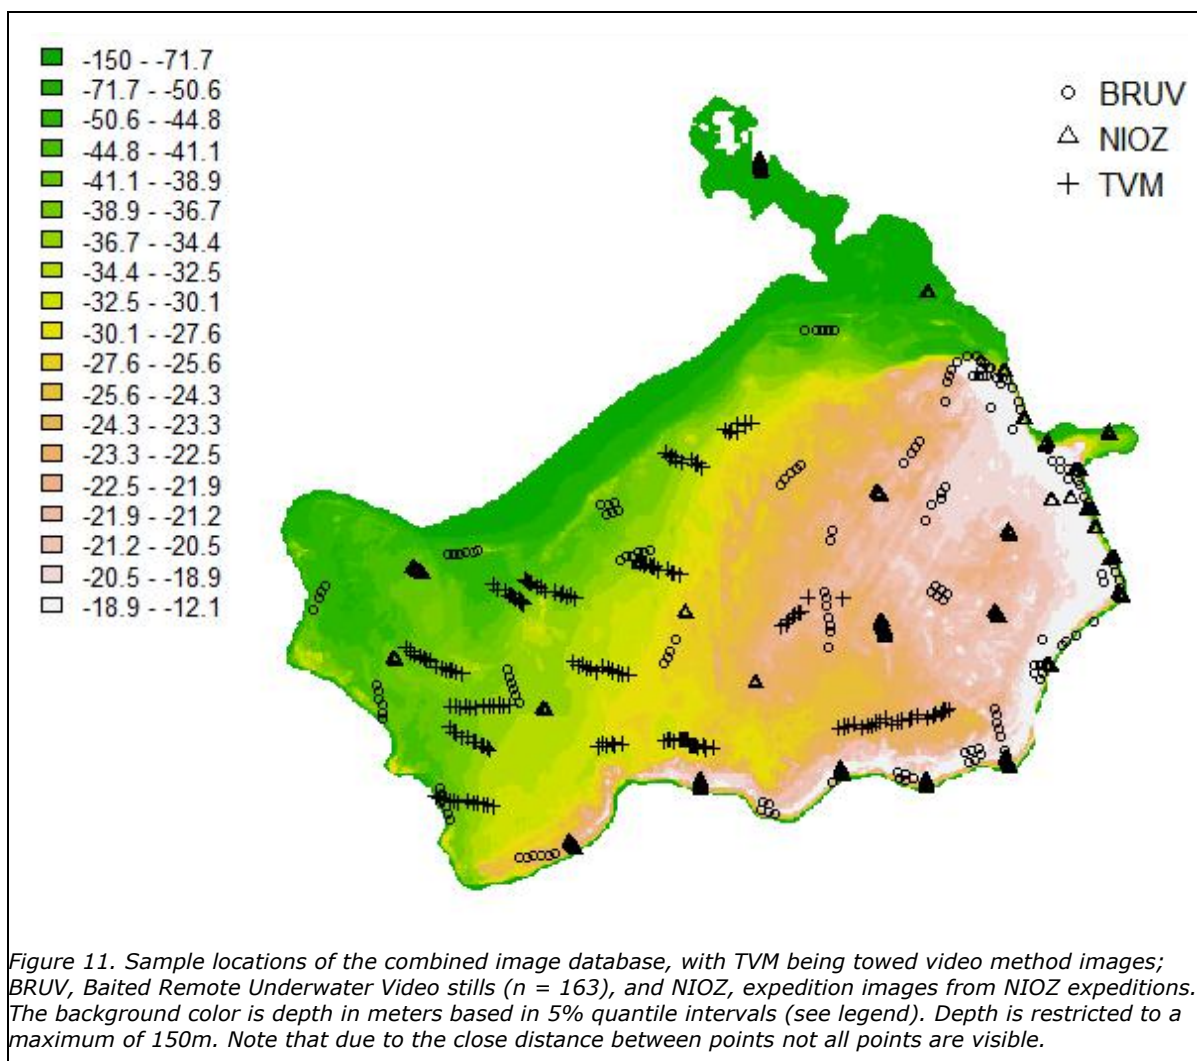 -150 - -71.7
-71.7 - -50.6
-50.6 - -44.8
-44.8 - -41.1
-41.1 - -38.9
-38.9 - -36.7
-36.7 - -34.4
-34.4 - -32.5
-32.5 - -30.1
-30.1 - -27.6
-27.6 - -25.6
-25.6 - -24.3
-24.3 - -23.3
-23.3 - -22.5
-22.5 - -21.9
-21.9 - -21.2
-21.2 - -20.5
-20.5 - -18.9
-18.9 - -12.1
BRUV
NIOZ
TVM
Figure 11. Sample locations of the combined image database, with TVM being towed video method images;
BRUV, Baited Remote Underwater Video stills (n = 163), and NIOZ, expedition images from NIOZ expeditions.
The background color is depth in meters based in 5% quantile intervals (see legend). Depth is restricted to a
maximum of 150m. Note that due to the close distance between points not all points are visible.